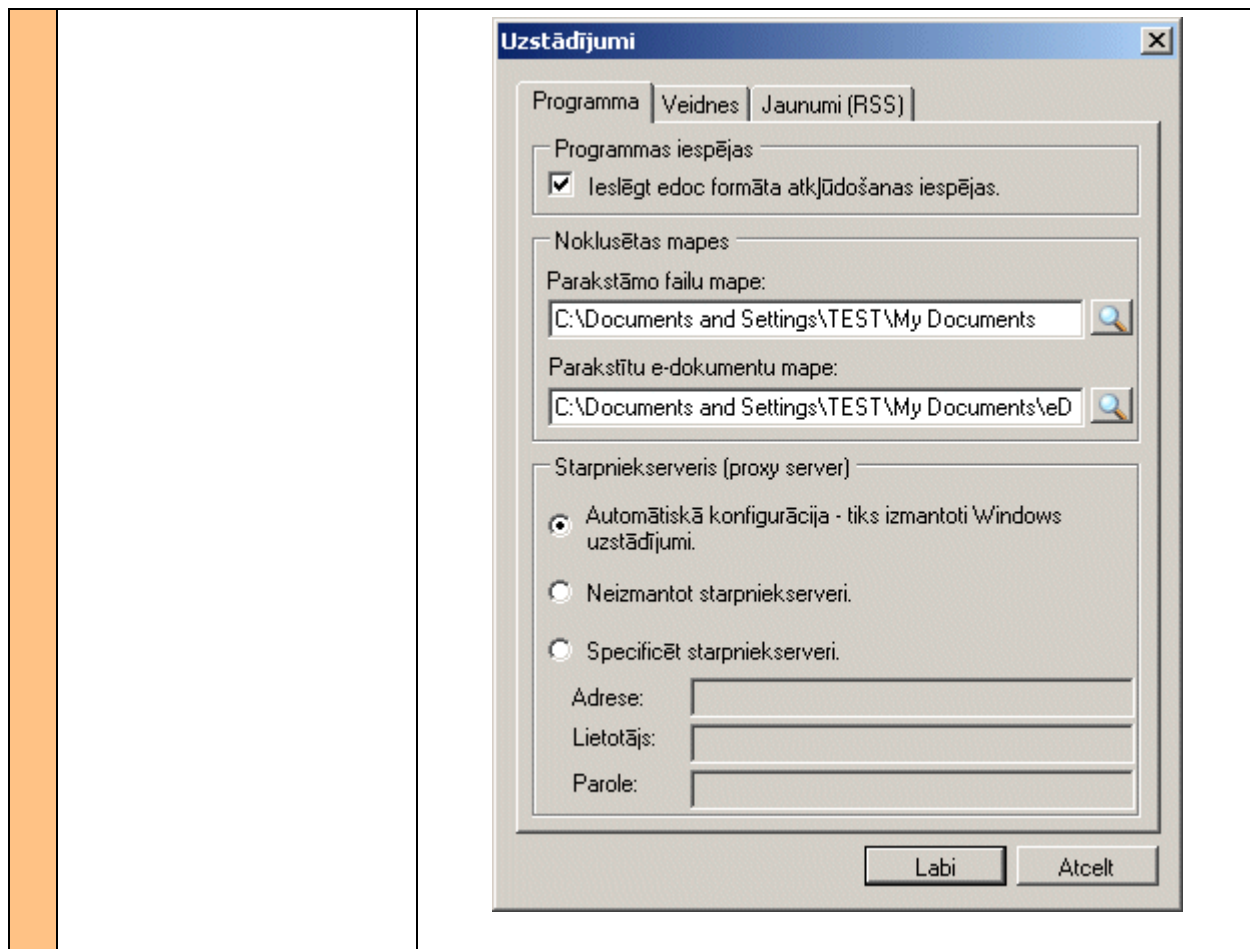 Uzstādījumi
Programma Veidnes Jaunumi (RSS)
Programmas iespējas
Ieslēgt edoc formāta atkļūdošanas iespējas.
Noklusētas mapes
Parakstāmo failu mape:
C:\Documents and Settings\TEST\My Documents
Parakstītu e-dokumentu mape:
C:\Documents and Settings\TEST\My Documents\eD
Starpniekserveris (proxy server)
Automātiskā konfigurācija - tiks izmantoti Windows
uzstādījumi.
Neizmantot starpniekserveri.
Specificēt starpniekserveri.
Adrese:
Lietotājs:
Parole:
Labi Atcelt